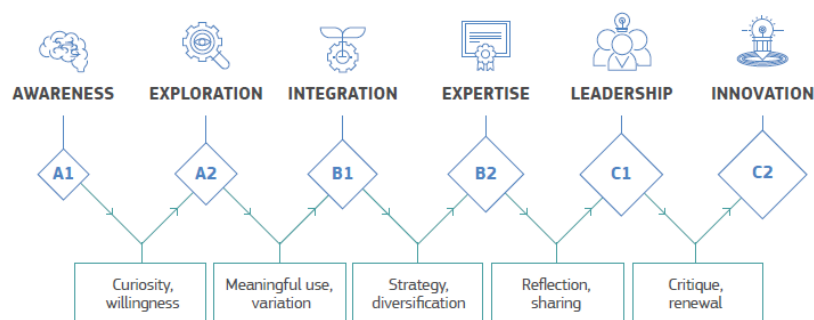 AWARENESS
EXPLORATION
INTEGRATION
EXPERTISE
LEADERSHIP
INNOVATION
A1
A2
B1
B2
C1
C2
Curiosity,
willingness
Meaningful use,
variation
Strategy,
diversification
Reflection,
sharing
Critique,
renewal